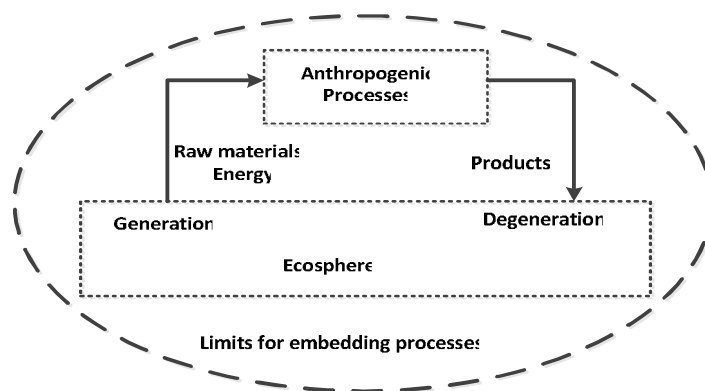 Anthropogenic
Processes
Raw materials
Energy
Products
Generation
Degeneration
Ecosphere
Limits for embedding processes